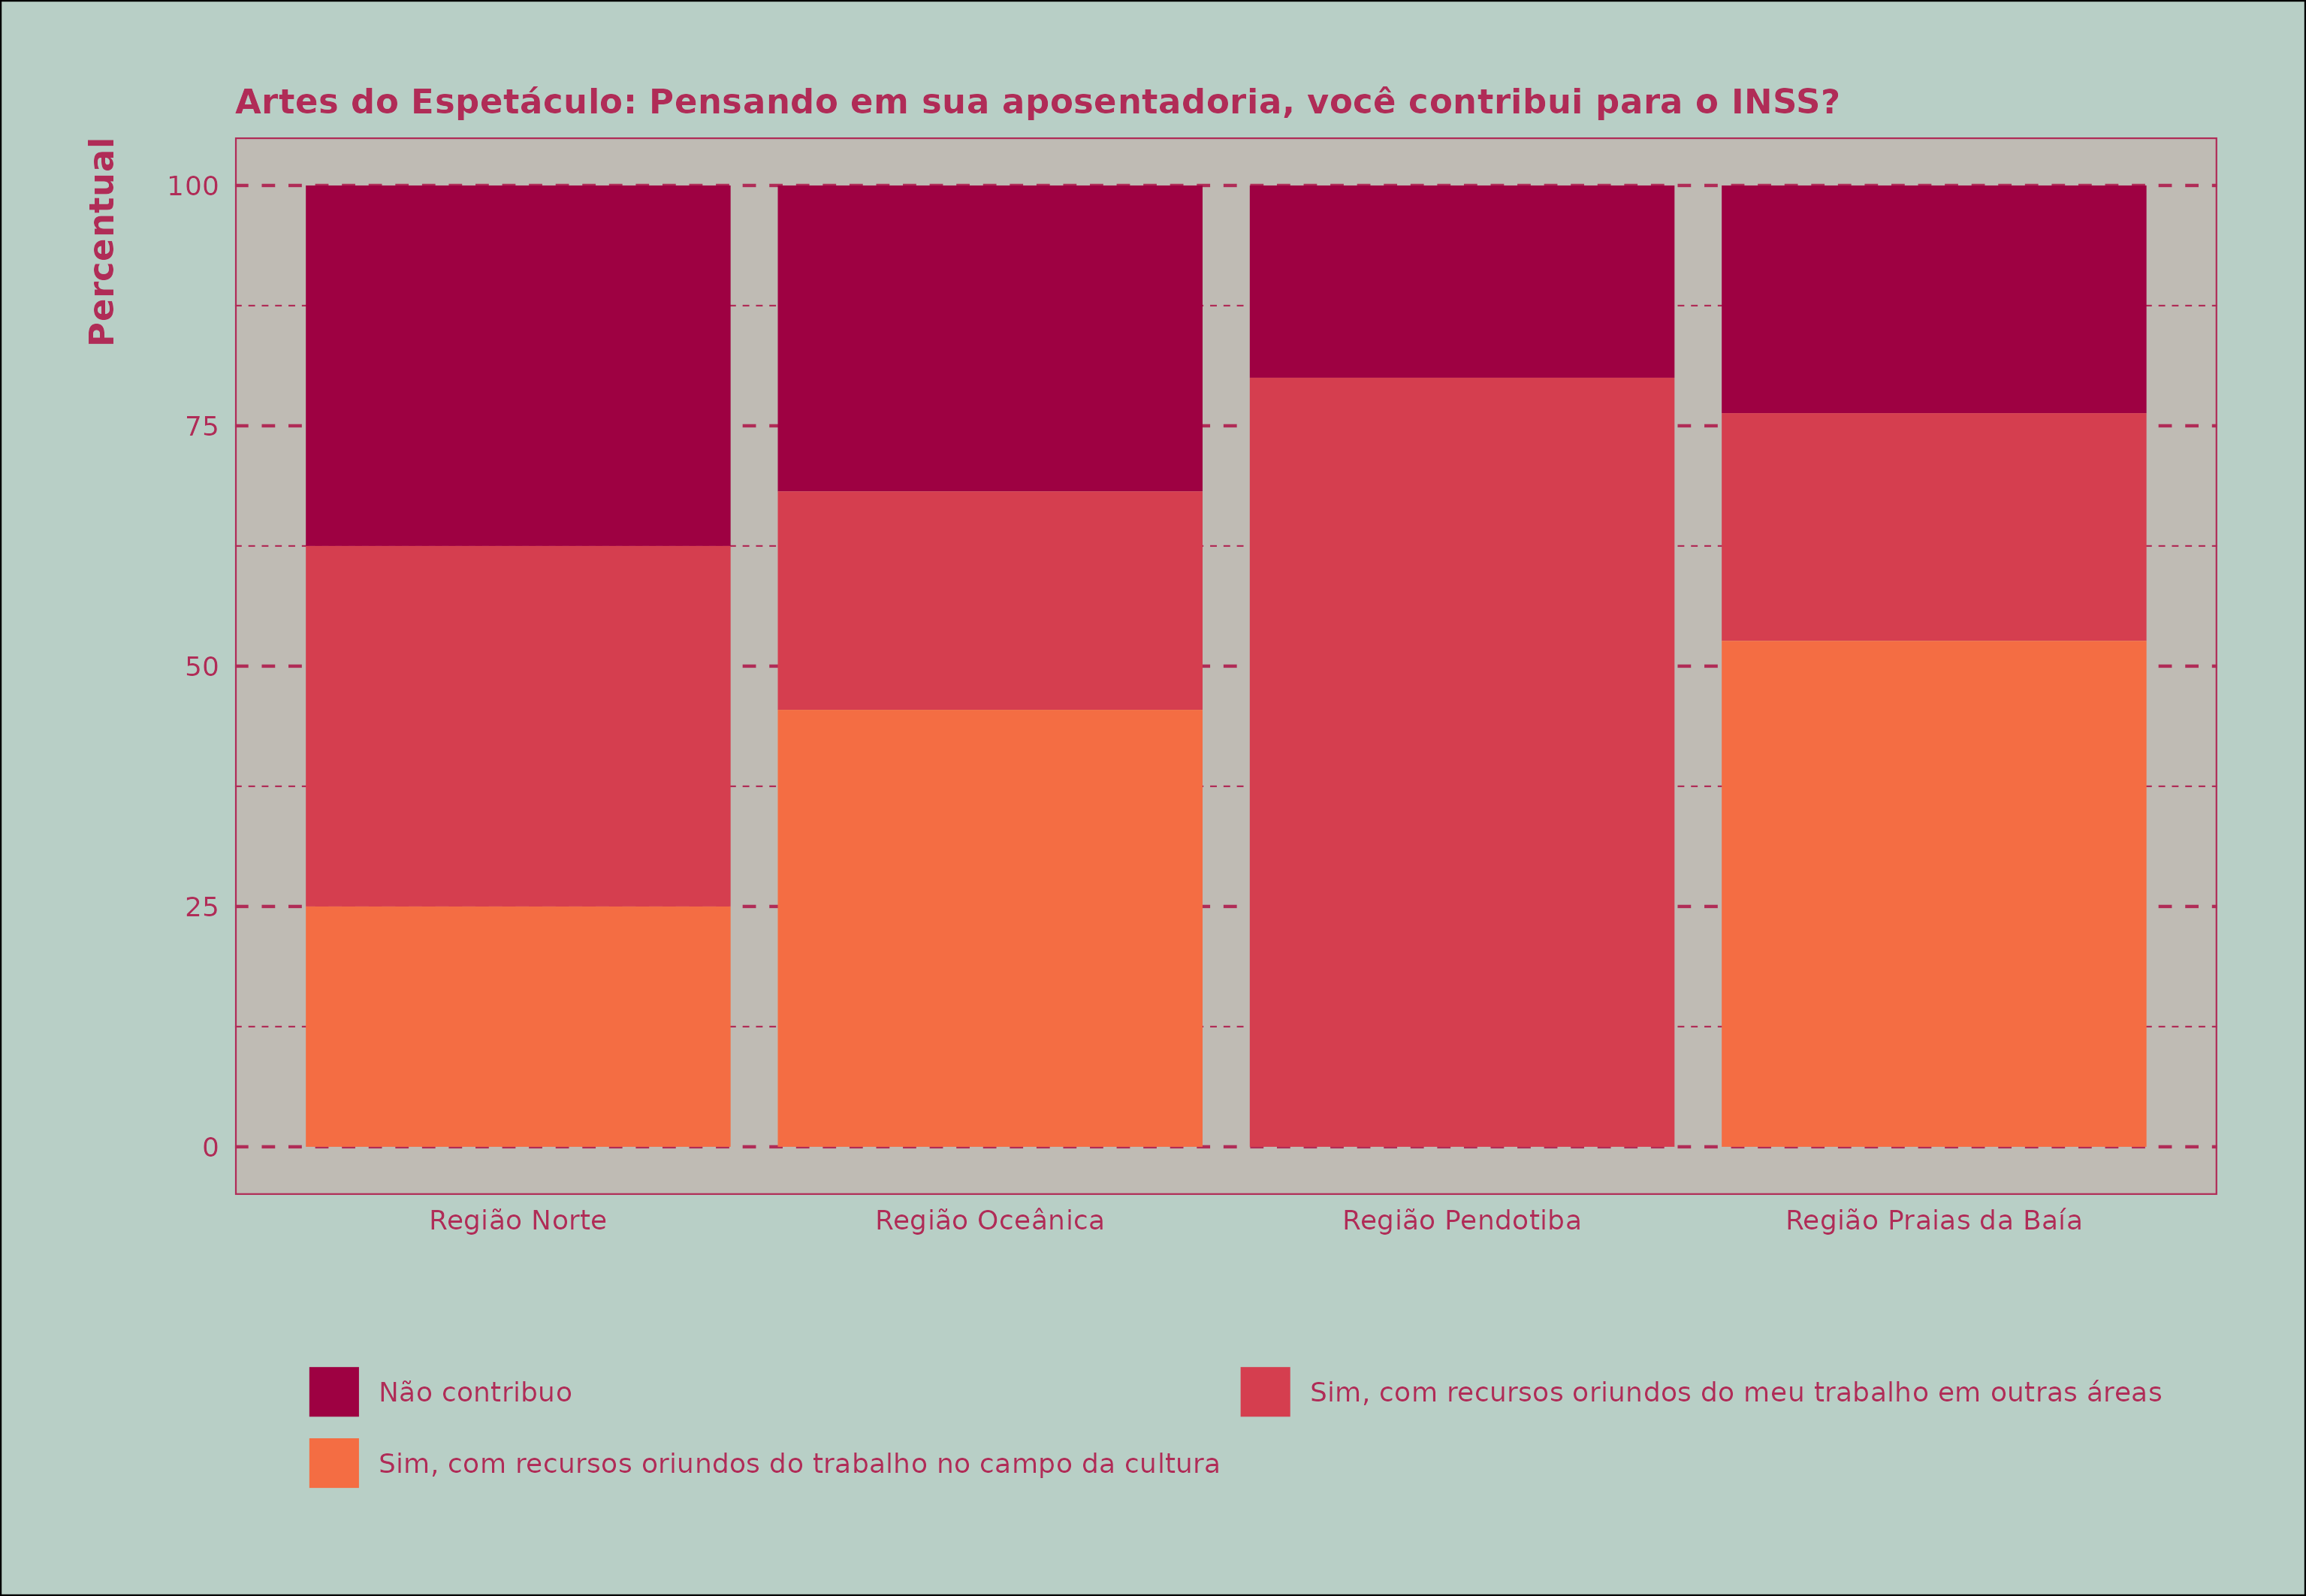 Artes do Espetáculo: Pensando em sua aposentadoria, você contribui para o INSS?
Percentual
100
75
50
25
0
Região Norte
Região Oceânica
Região Pendotiba
Região Praias da Baía
Não contribuo
Sim, com recursos oriundos do meu trabalho em outras áreas
Sim, com recursos oriundos do trabalho no campo da cultura